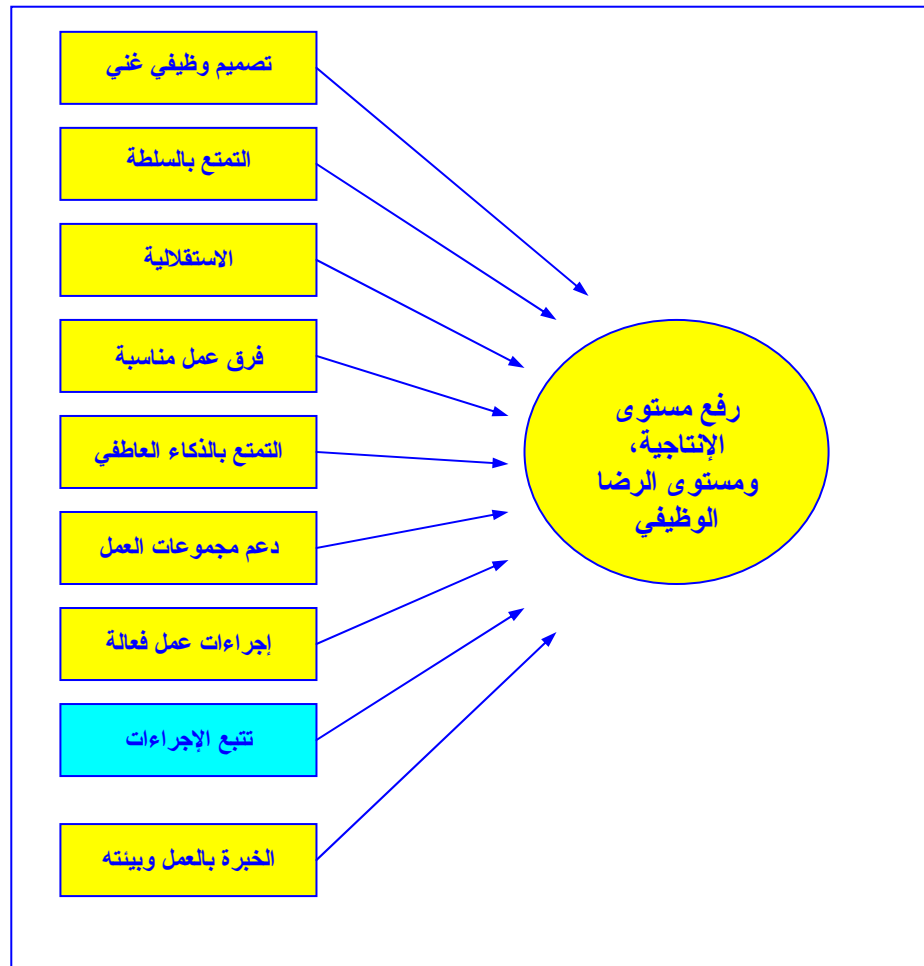 تصميم وظيفي غني
التمتع بالسلطة
الاستقلالية
فرق عمل مناسبة
التمتع بالذكاء العاطفي
دعم مجموعات العمل
إجراءات عمل فعالة
تتبع الإجراءات
الخبرة بالعمل وبيئته
رفع مستوى
الإنتاجية،
ومستوى الرضا
الوظيفي